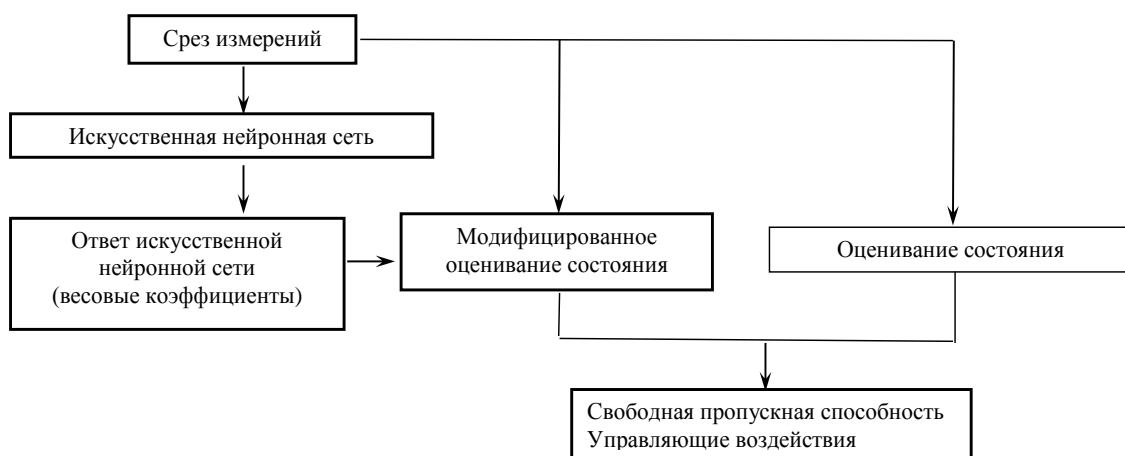 Срез измерений
Искусственная нейронная сеть
Ответ искусственной
нейронной сети
(весовые коэффициенты)
Модифицированное
оценивание состояния
Оценивание состояния
Свободная пропускная способность
Управляющие воздействия